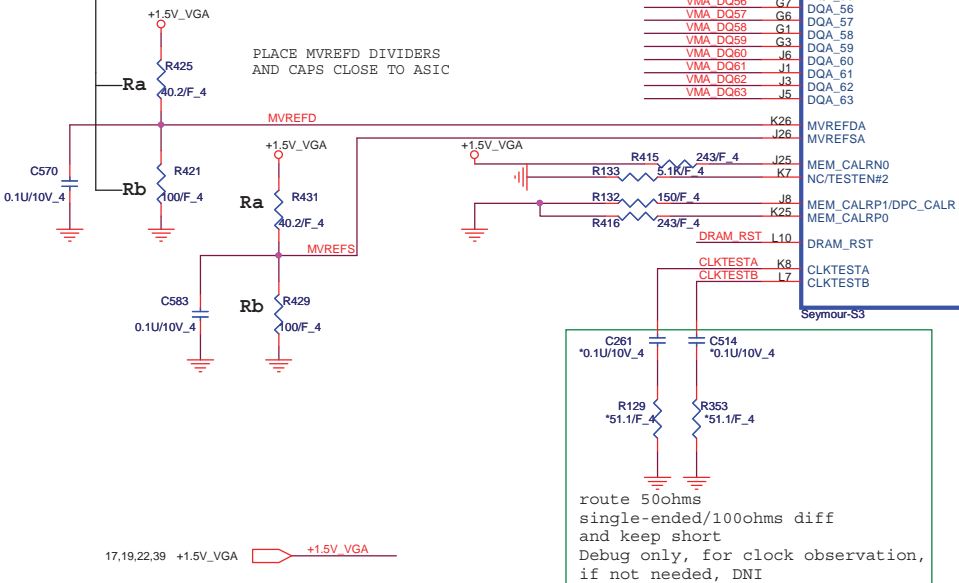 VMA_DQ56 G7 DQA_56
VMA_DQ57 G6 DQA_57
VMA_DQ58 G1 DQA_58
VMA_DQ59 G3 DQA_59
VMA_DQ60 J6 DQA_60
VMA_DQ61 J1 DQA_61
VMA_DQ62 J3 DQA_62
VMA_DQ63 J5 DQA_63
+1.5V_VGA
PLACE MVREFD DIVIDERS
AND CAPS CLOSE TO ASIC
R425
Ra
40.2/F_4
MVREFD
K26 MVREFDA
J26 MVREFSA
C570
0.1U/10V_4
R421
Rb
100/F_4
+1.5V_VGA
Ra
R431
40.2/F_4
MVREFS
C583
0.1U/10V_4
Rb
R429
100/F_4
+1.5V_VGA
R415 243/F_4 J25 MEM_CALRN0
R133 5.1K/F_4 K7 NC/TESTEN#2
R132 150/F_4 J8 MEM_CALRP1/DPC_CALR
R416 243/F_4 K25 MEM_CALRP0
DRAM_RST L10 DRAM_RST
CLKTESTA K8 CLKTESTA
CLKTESTB L7 CLKTESTB
Seymour-S3
C261
*0.1U/10V_4
C514
*0.1U/10V_4
R129
*51.1/F_4
R353
*51.1/F_4
route 50ohms
single-ended/100ohms diff
and keep short
Debug only, for clock observation,
if not needed, DNI
17,19,22,39 +1.5V_VGA +1.5V_VGA